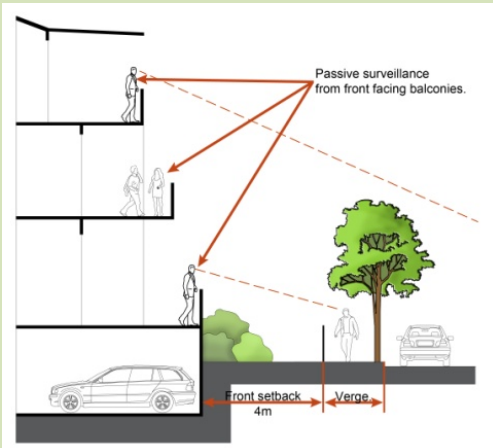 Passive surveillance
from front facing balconies.
Front setback
4m
Verge.